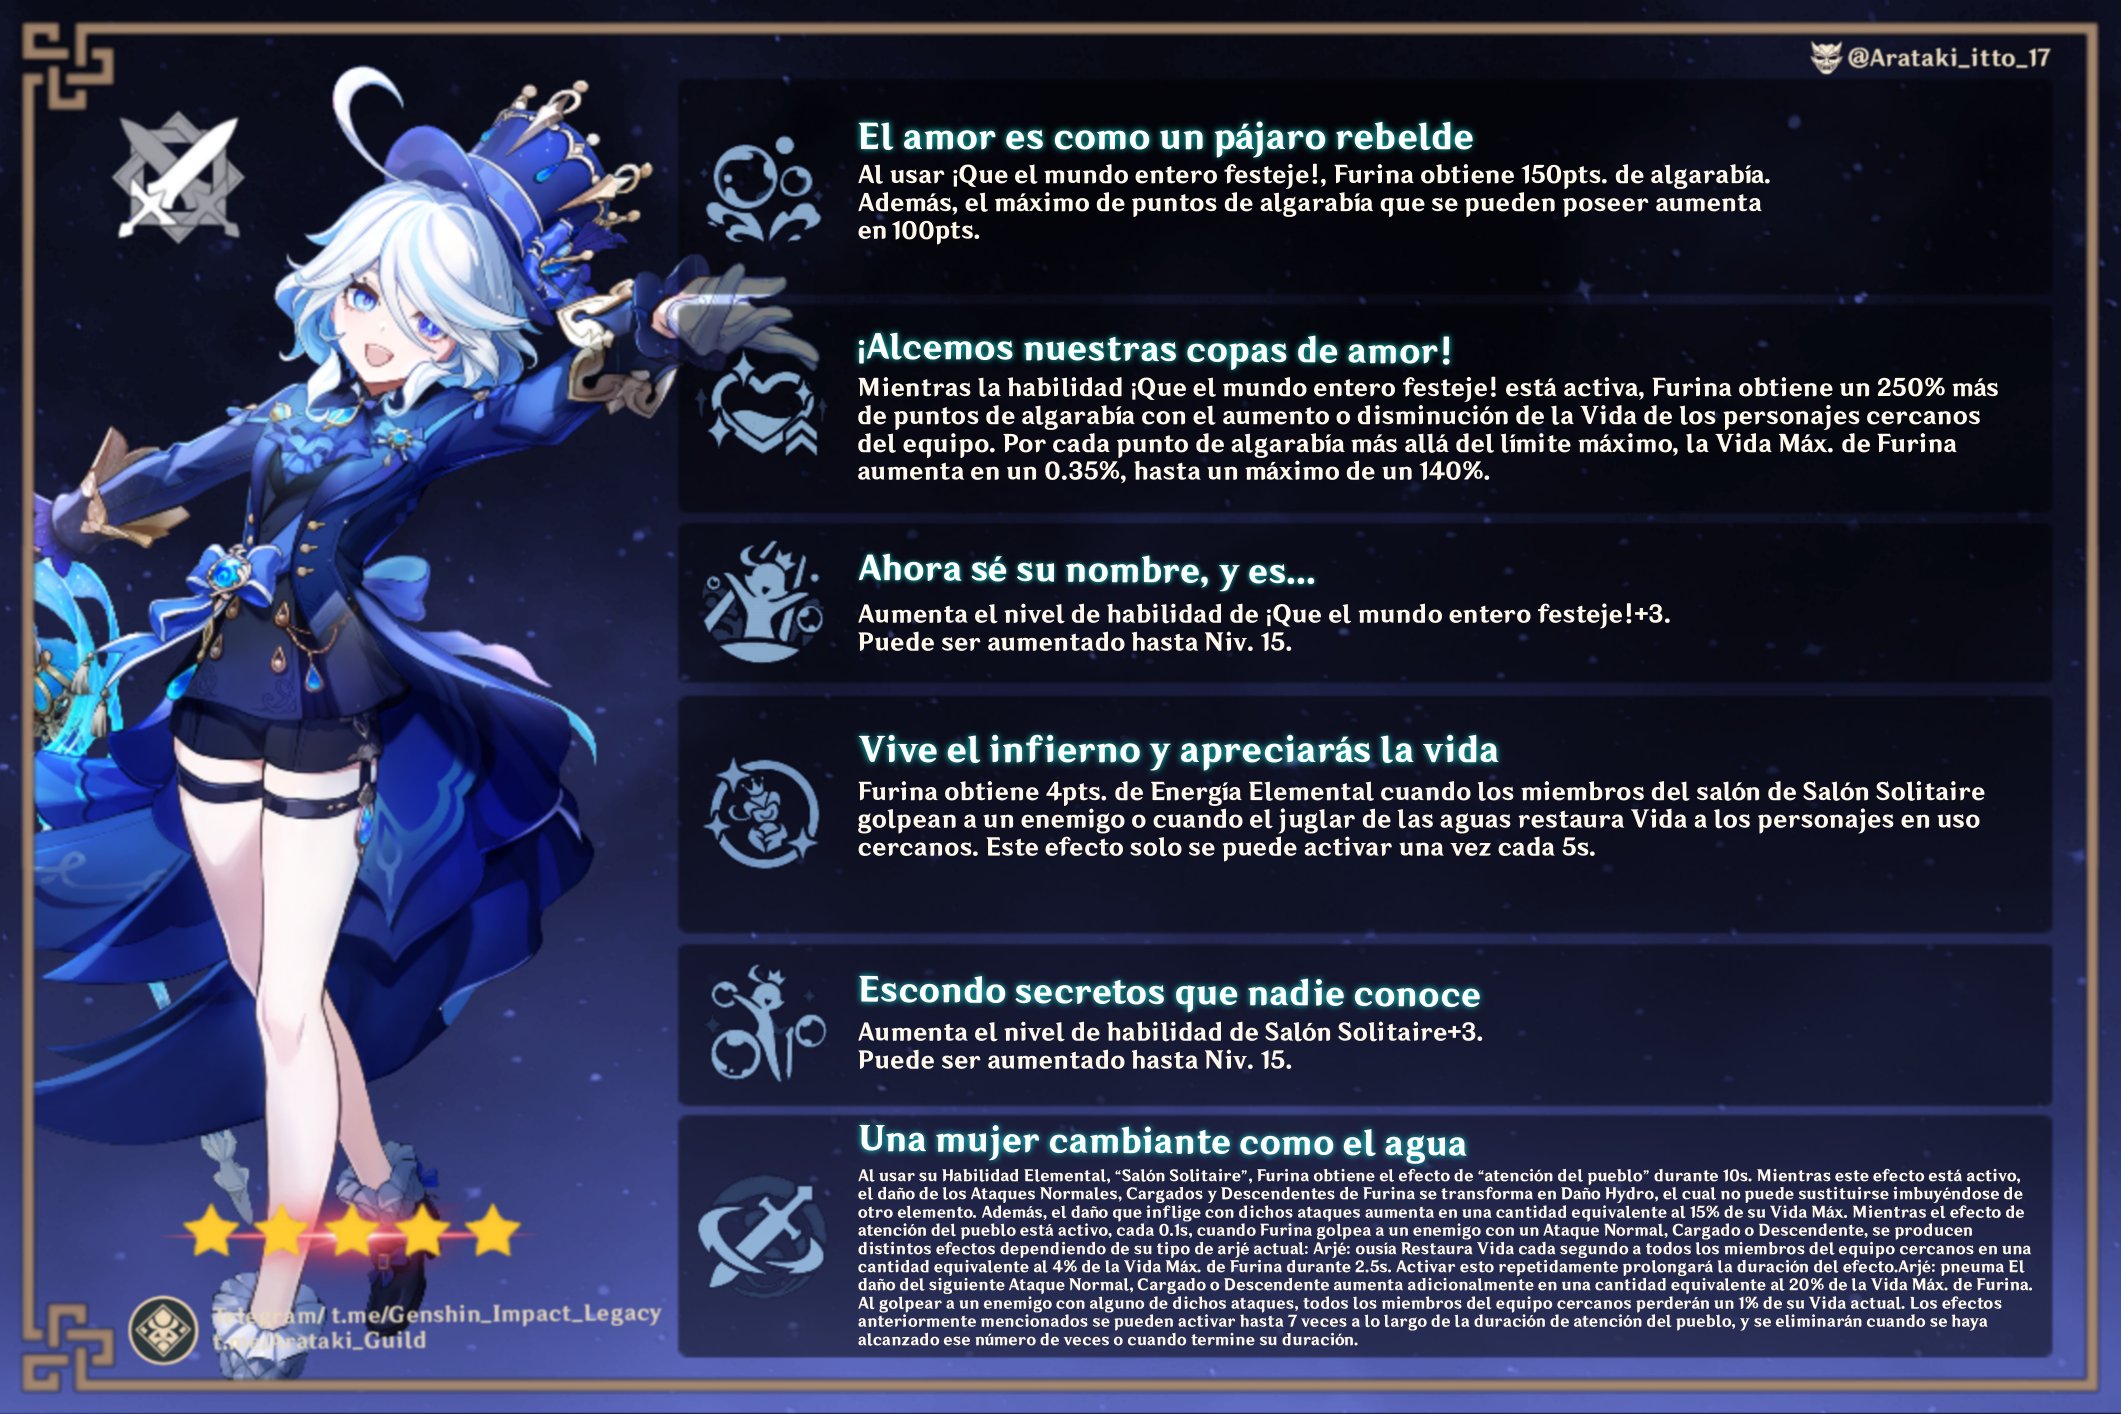 @Arataki_itto_17
El amor es como un pájaro rebelde
Al usar ¡Que el mundo entero festeje!, Furina obtiene 150pts. de algarabía.
Además, el máximo de puntos de algarabía que se pueden poseer aumenta
en 100pts.
¡Alcemos nuestras copas de amor!
Mientras la habilidad ¡Que el mundo entero festeje! está activa, Furina obtiene un 250% más
de puntos de algarabía con el aumento o disminución de la Vida de los personajes cercanos
del equipo. Por cada punto de algarabía más allá del límite máximo, la Vida Máx. de Furina
aumenta en un 0.35%, hasta un máximo de un 140%.
Ahora sé su nombre, y es...
Aumenta el nivel de habilidad de ¡Que el mundo entero festeje!+3.
Puede ser aumentado hasta Niv. 15.
Vive el infierno y apreciarás la vida
Furina obtiene 4pts. de Energía Elemental cuando los miembros del salón de Salón Solitaire
golpean a un enemigo o cuando el juglar de las aguas restaura Vida a los personajes en uso
cercanos. Este efecto solo se puede activar una vez cada 5s.
Escondo secretos que nadie conoce
Aumenta el nivel de habilidad de Salón Solitaire+3.
Puede ser aumentado hasta Niv. 15.
Una mujer cambiante como el agua
Al usar su Habilidad Elemental, “Salón Solitaire”, Furina obtiene el efecto de “atención del pueblo” durante 10s. Mientras este efecto está activo,
el daño de los Ataques Normales, Cargados y Descendentes de Furina se transforma en Daño Hydro, el cual no puede sustituirse imbuyéndose de
otro elemento. Además, el daño que inflige con dichos ataques aumenta en una cantidad equivalente al 15% de su Vida Máx. Mientras el efecto de
atención del pueblo está activo, cada 0.1s, cuando Furina golpea a un enemigo con un Ataque Normal, Cargado o Descendente, se producen
distintos efectos dependiendo de su tipo de arjé actual: Arjé: ousía Restaura Vida cada segundo a todos los miembros del equipo cercanos en una
cantidad equivalente al 4% de la Vida Máx. de Furina durante 2.5s. Activar esto repetidamente prolongará la duración del efecto.Arjé: pneuma El
daño del siguiente Ataque Normal, Cargado o Descendente aumenta adicionalmente en una cantidad equivalente al 20% de la Vida Máx. de Furina.
Al golpear a un enemigo con alguno de dichos ataques, todos los miembros del equipo cercanos perderán un 1% de su Vida actual. Los efectos
anteriormente mencionados se pueden activar hasta 7 veces a lo largo de la duración de atención del pueblo, y se eliminarán cuando se haya
alcanzado ese número de veces o cuando termine su duración.
Telegram/ t.me/Genshin_Impact_Legacy
t.me/Arataki_Guild